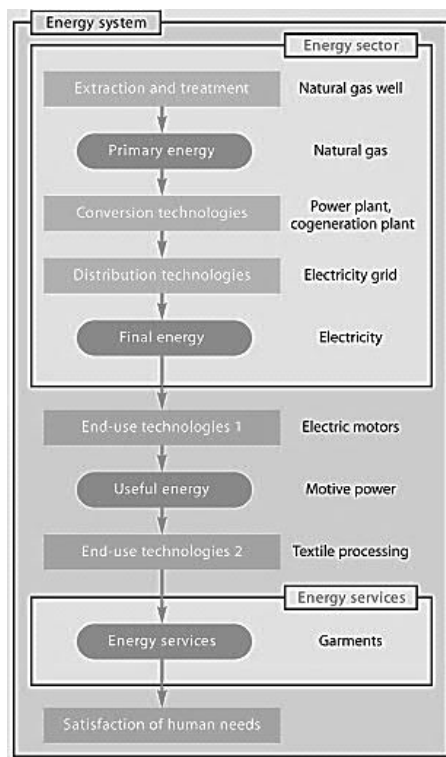 Energy system
Energy sector
Extraction and treatment
Natural gas well
Primary energy
Natural gas
Conversion technologies
Power plant,
cogeneration plant
Distribution technologies
Electricity grid
Final energy
Electricity
End-use technologies 1
Electric motors
Useful energy
Motive power
End-use technologies 2
Textile processing
Energy services
Energy services
Garments
Satisfaction of human needs